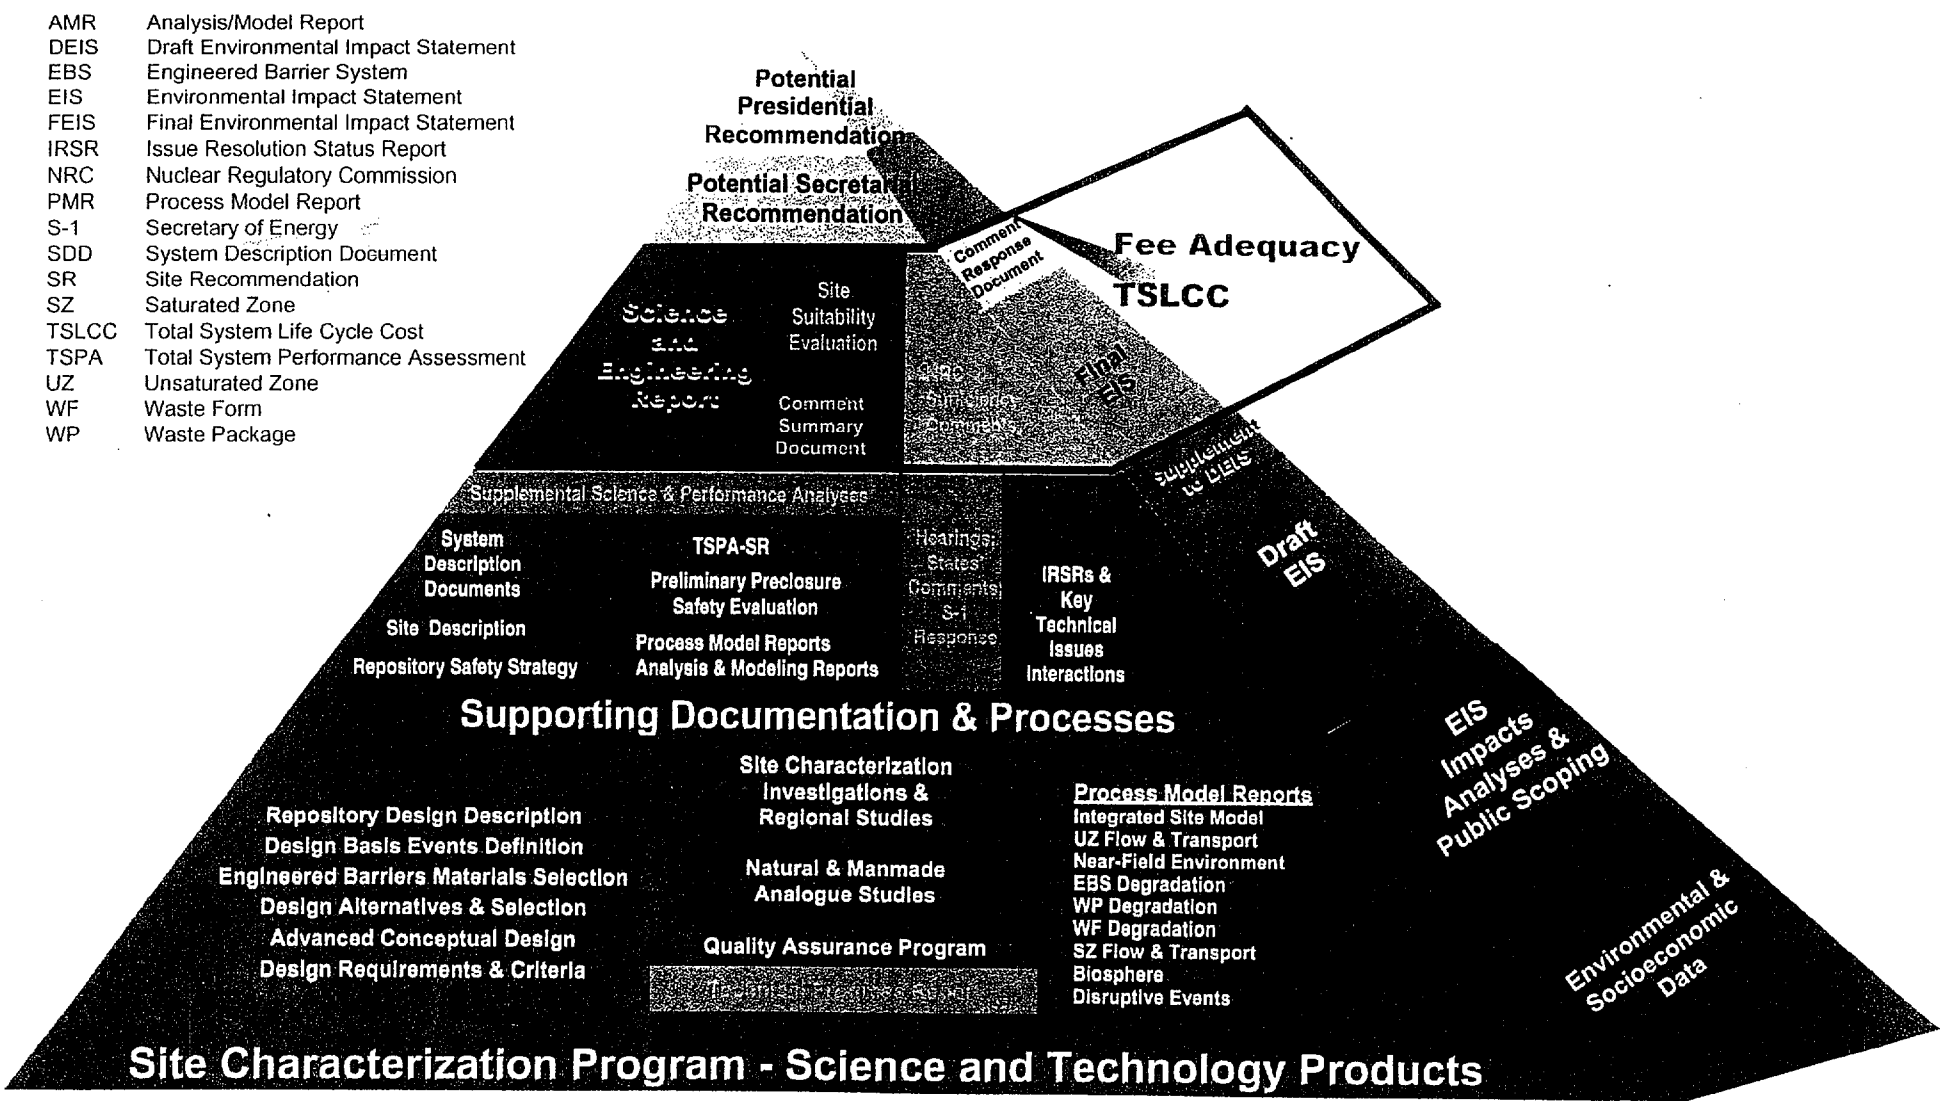 AMR Analysis/Model Report
DEIS Draft Environmental Impact Statement
EBS Engineered Barrier System
EIS Environmental Impact Statement
FEIS Final Environmental Impact Statement
IRSR Issue Resolution Status Report
NRC Nuclear Regulatory Commission
PMR Process Model Report
S-1 Secretary of Energy
SDD System Description Document
SR Site Recommendation
SZ Saturated Zone
TSLCC Total System Life Cycle Cost
TSPA Total System Performance Assessment
UZ Unsaturated Zone
WF Waste Form
WP Waste Package
Potential
Presidential
Recommendation
Potential Secretarial
Recommendation
Comment
Response
Document
Fee Adequacy
TSLCC
Science
and
Engineering
Report
Site
Suitability
Evaluation
Comment
Summary
Document
Comments
Final
EIS
Supplement
to DEIS
Supplemental Science & Performance Analyses
System
Description
Documents
Site Description
Repository Safety Strategy
TSPA-SR
Preliminary Preclosure
Safety Evaluation
Process Model Reports
Analysis & Modeling Reports
Hearings;
States'
Comments;
S-1
Response
IRSRs &
Key
Technical
Issues
Interactions
Draft
EIS
Supporting Documentation & Processes
Repository Design Description
Design Basis Events Definition
Engineered Barriers Materials Selection
Design Alternatives & Selection
Advanced Conceptual Design
Design Requirements & Criteria
Site Characterization
Investigations &
Regional Studies
Natural & Manmade
Analogue Studies
Quality Assurance Program
Process Model Reports
Integrated Site Model
UZ Flow & Transport
Near-Field Environment
EBS Degradation
WP Degradation
WF Degradation
SZ Flow & Transport
Biosphere
Disruptive Events
EIS
Impacts
Analyses &
Public Scoping
Environmental &
Socioeconomic
Data
Site Characterization Program - Science and Technology Products